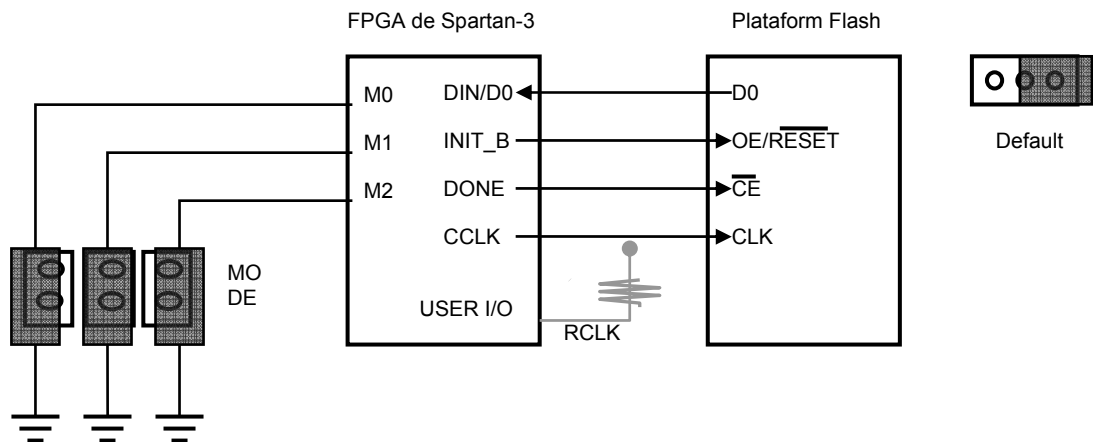 FPGA de Spartan-3
Plataform Flash
M0
DIN/D0
D0
M1
INIT_B
OE/RESET
Default
M2
DONE
CE
CCLK
CLK
MO
DE
USER I/O
RCLK